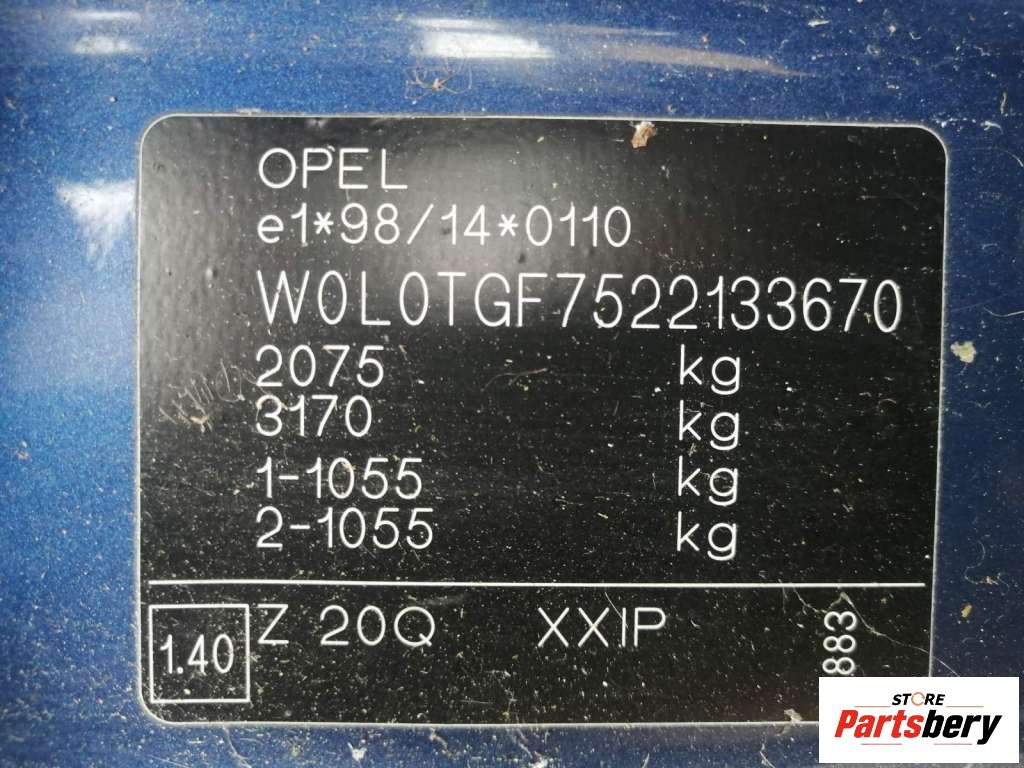 OPEL
e1*98/14*0110
W0L0TGF7522133670
2075 kg
3170 kg
1-1055 kg
2-1055 kg
1.40 Z 20Q XXIP 883
STORE
Partsbery